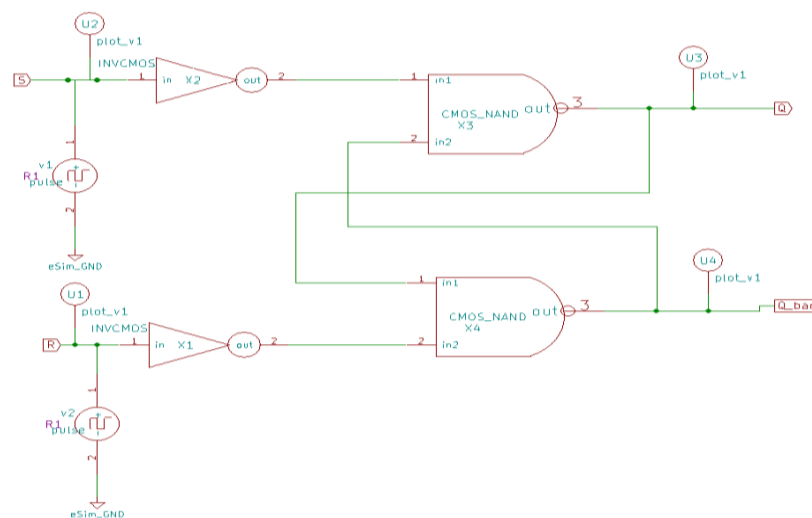 U2
plot_v1
INVCMOS
S
1
in
X2
out
2
1
in1
CMOS_NAND
X3
out
3
2
in2
U3
plot_v1
Q
1
v1
R1
pulse
2
eSim_GND
U1
plot_v1
INVCMOS
R
1
in
X1
out
2
1
in1
CMOS_NAND
X4
out
3
2
in2
U4
plot_v1
Q_bar
1
v2
R1
pulse
2
eSim_GND